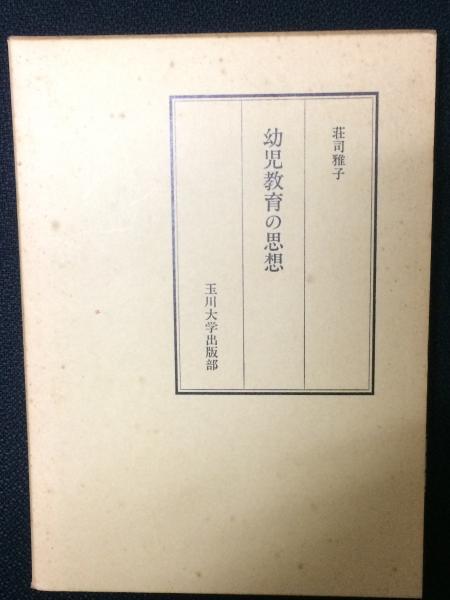 荘司雅子
幼児教育の思想
玉川大学出版部